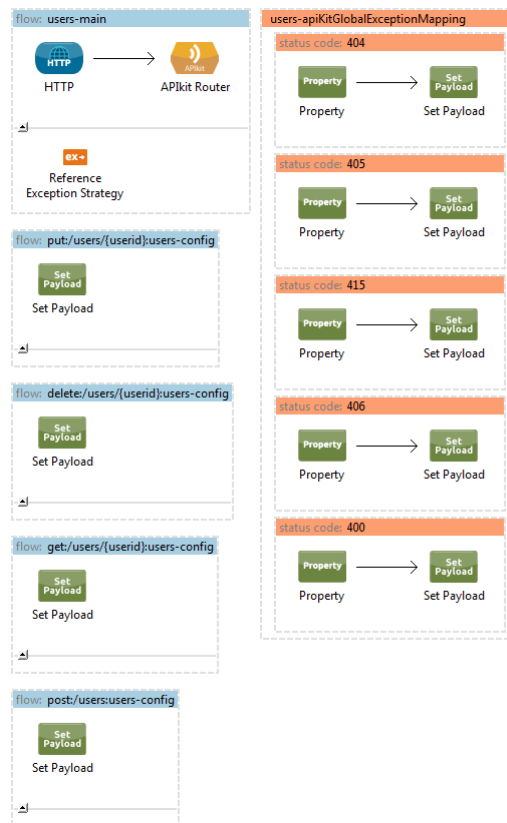 flow: users-main
HTTP
APIkit
HTTP
APIkit Router
ex
Reference
Exception Strategy
flow: put:/users/{userid}:users-config
Set
Payload
Set Payload
flow: delete:/users/{userid}:users-config
Set
Payload
Set Payload
flow: get:/users/{userid}:users-config
Set
Payload
Set Payload
flow: post:/users:users-config
Set
Payload
Set Payload
users-apiKitGlobalExceptionMapping
status code: 404
Property
Set
Payload
Property
Set Payload
status code: 405
Property
Set
Payload
Property
Set Payload
status code: 415
Property
Set
Payload
Property
Set Payload
status code: 406
Property
Set
Payload
Property
Set Payload
status code: 400
Property
Set
Payload
Property
Set Payload